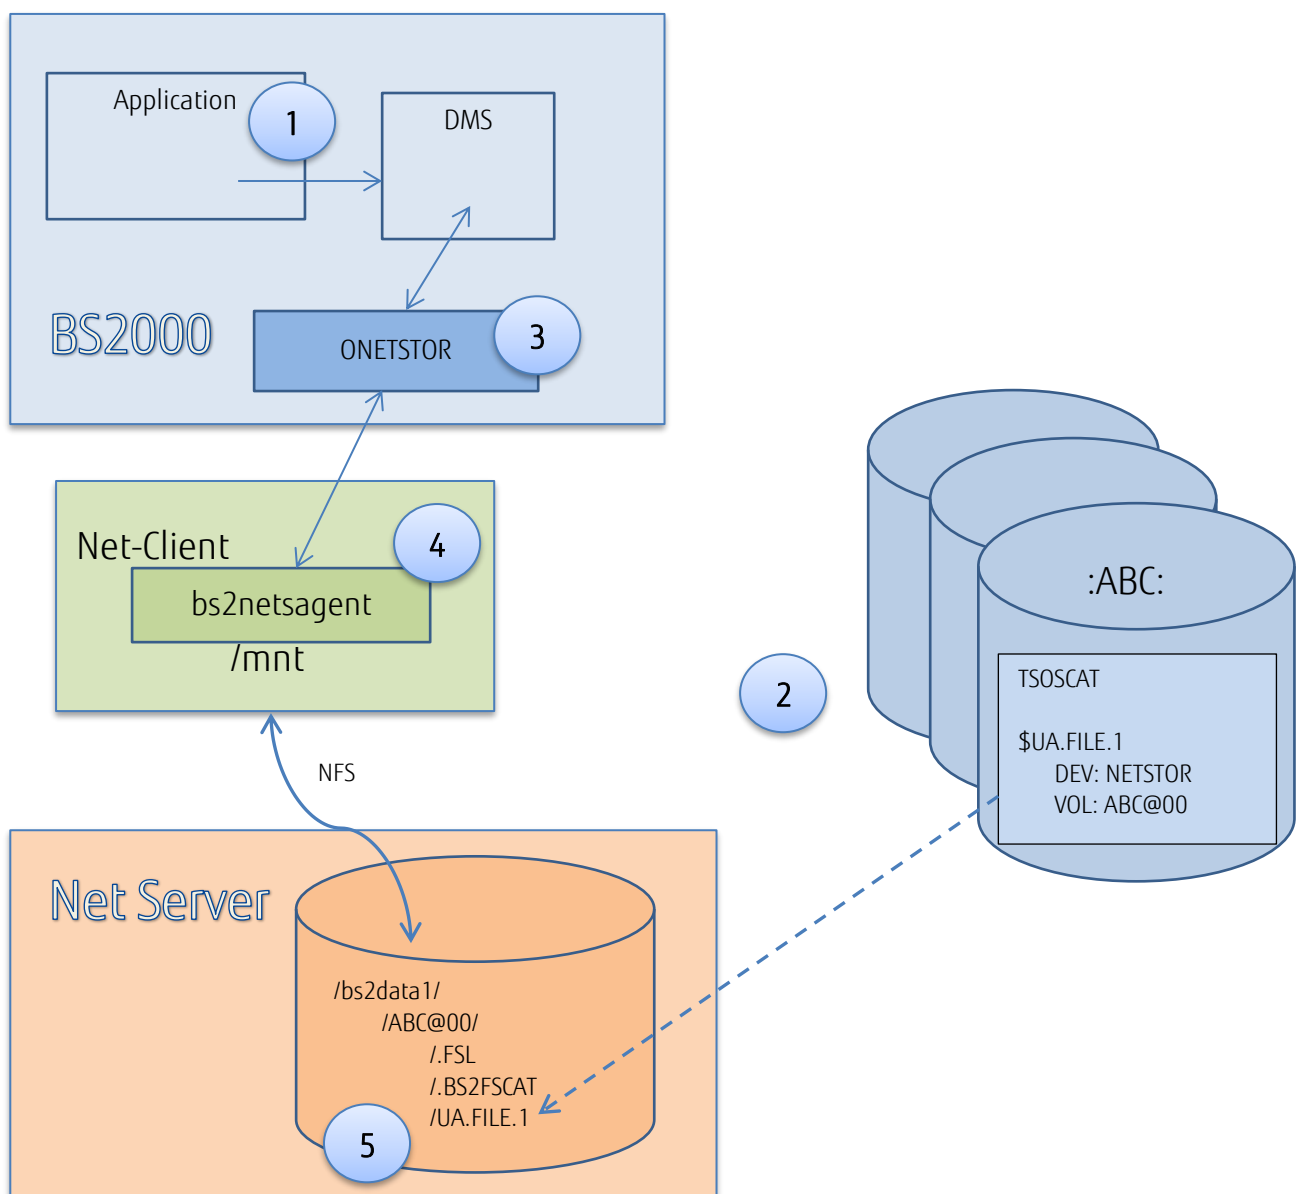 Application
1
DMS
BS2000
ONETSTOR
3
Net-Client
4
bs2netsagent
/mnt
:ABC:
2
TSOSCAT
$UA.FILE.1
DEV: NETSTOR
VOL: ABC@00
NFS
Net Server
/bs2data1/
/ABC@00/
/.FSL
/.BS2FSCAT
/UA.FILE.1
5